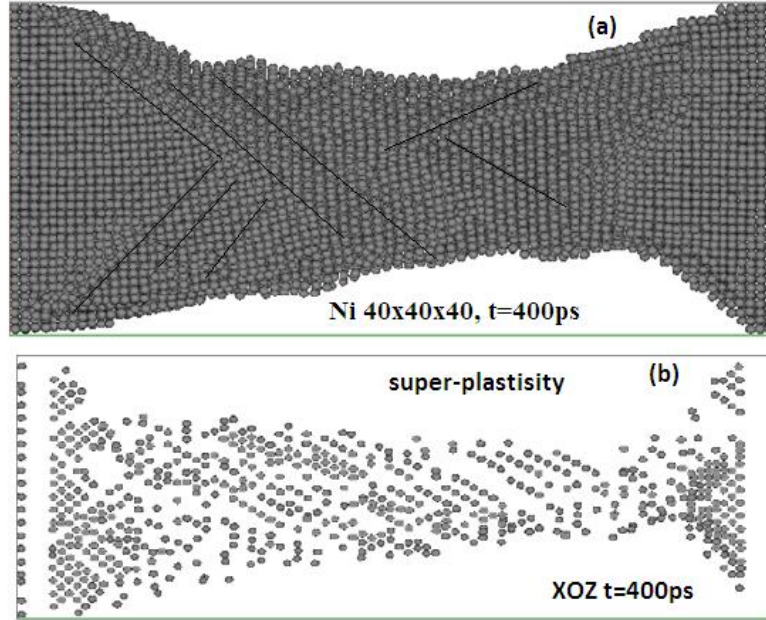 (a)
Ni 40x40x40, t=400ps
super-plastisity
(b)
XOZ t=400ps